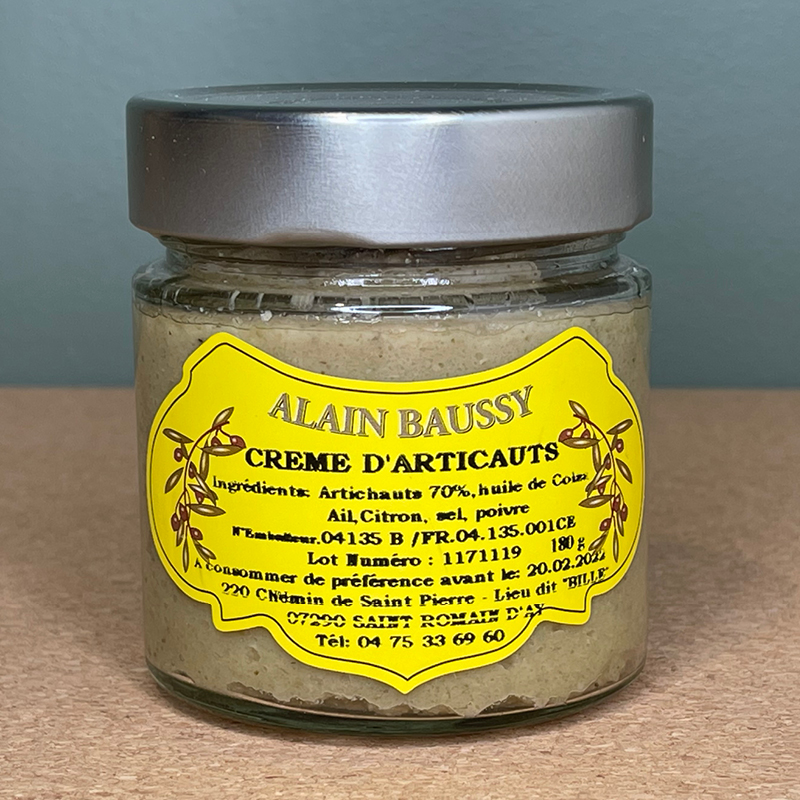 ALAIN BAUSSY
CREME D'ARTICAUTS
Ingrédients: Artichauts 70%, huile de
Ail, Citron, sel, poivre
N°Emballeur. 04135 B /FR.04.135.001CE
Lot Numéro : 1171119 180 g
A consommer de préférence avant le: 20.02.2022
220 Chemin de Saint Pierre - Lieu dit "BILLE"
07290 SAINT ROMAIN D'AY
Tél: 04 75 33 69 60